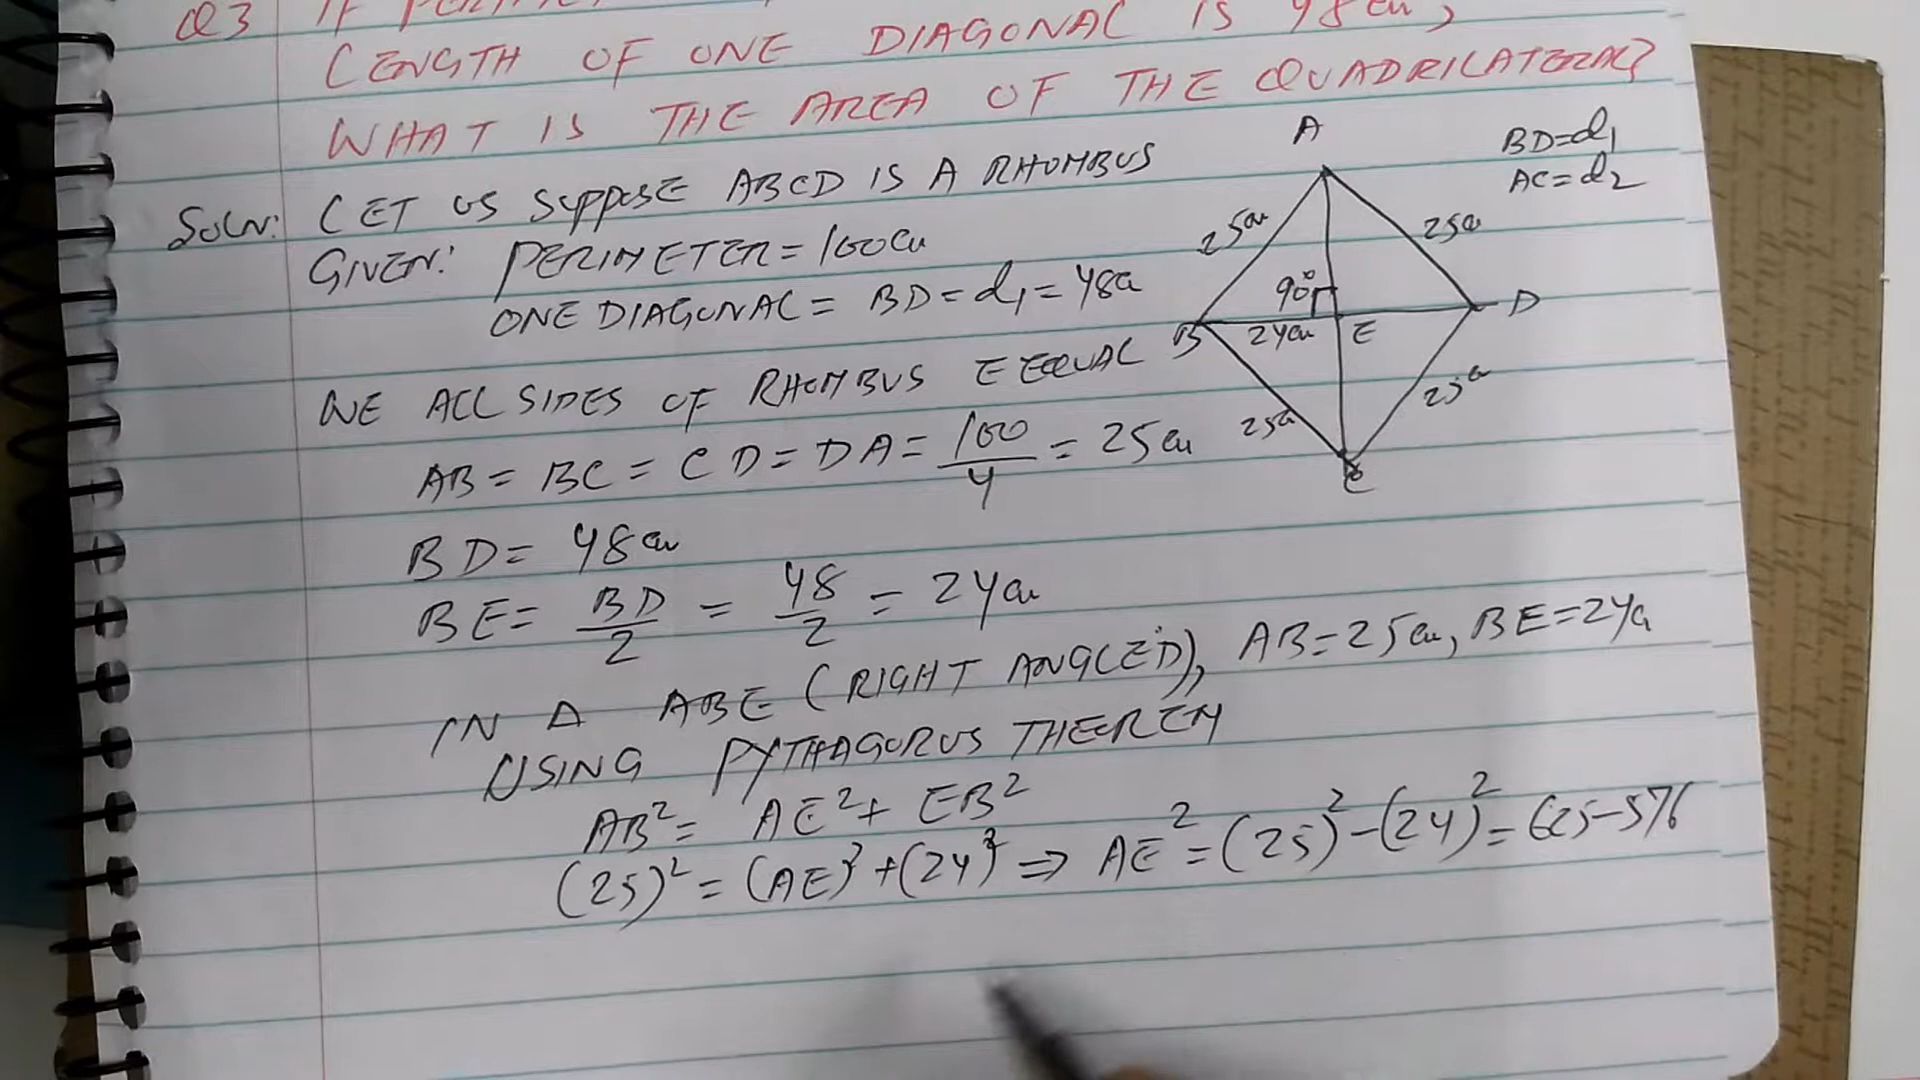 Q3 IF
LENGTH OF ONE DIAGONAL IS 48cm,
WHAT IS THE AREA OF THE QUADRILATERAL?
Soln: LET US SUPPOSE ABCD IS A RHOMBUS
GIVEN: PERIMETER = 100cm
ONE DIAGONAL = BD = d₁ = 48cm
ALL SIDES OF RHOMBUS EQUAL
AB = BC = CD = DA = 100/4 = 25cm
BD = 48cm
BE = BD/2 = 48/2 = 24cm
IN Δ ABE (RIGHT ANGLED), AB=25cm, BE=24cm
USING PYTHAGORUS THEOREM
AB² = AE² + EB²
(25)² = (AE)² + (24)² ⇒ AE² = (25)² - (24)² = 625-576
BD=d₁
AC=d₂
A
25cm
25cm
90°
B
24cm
E
D
25cm
25cm
C